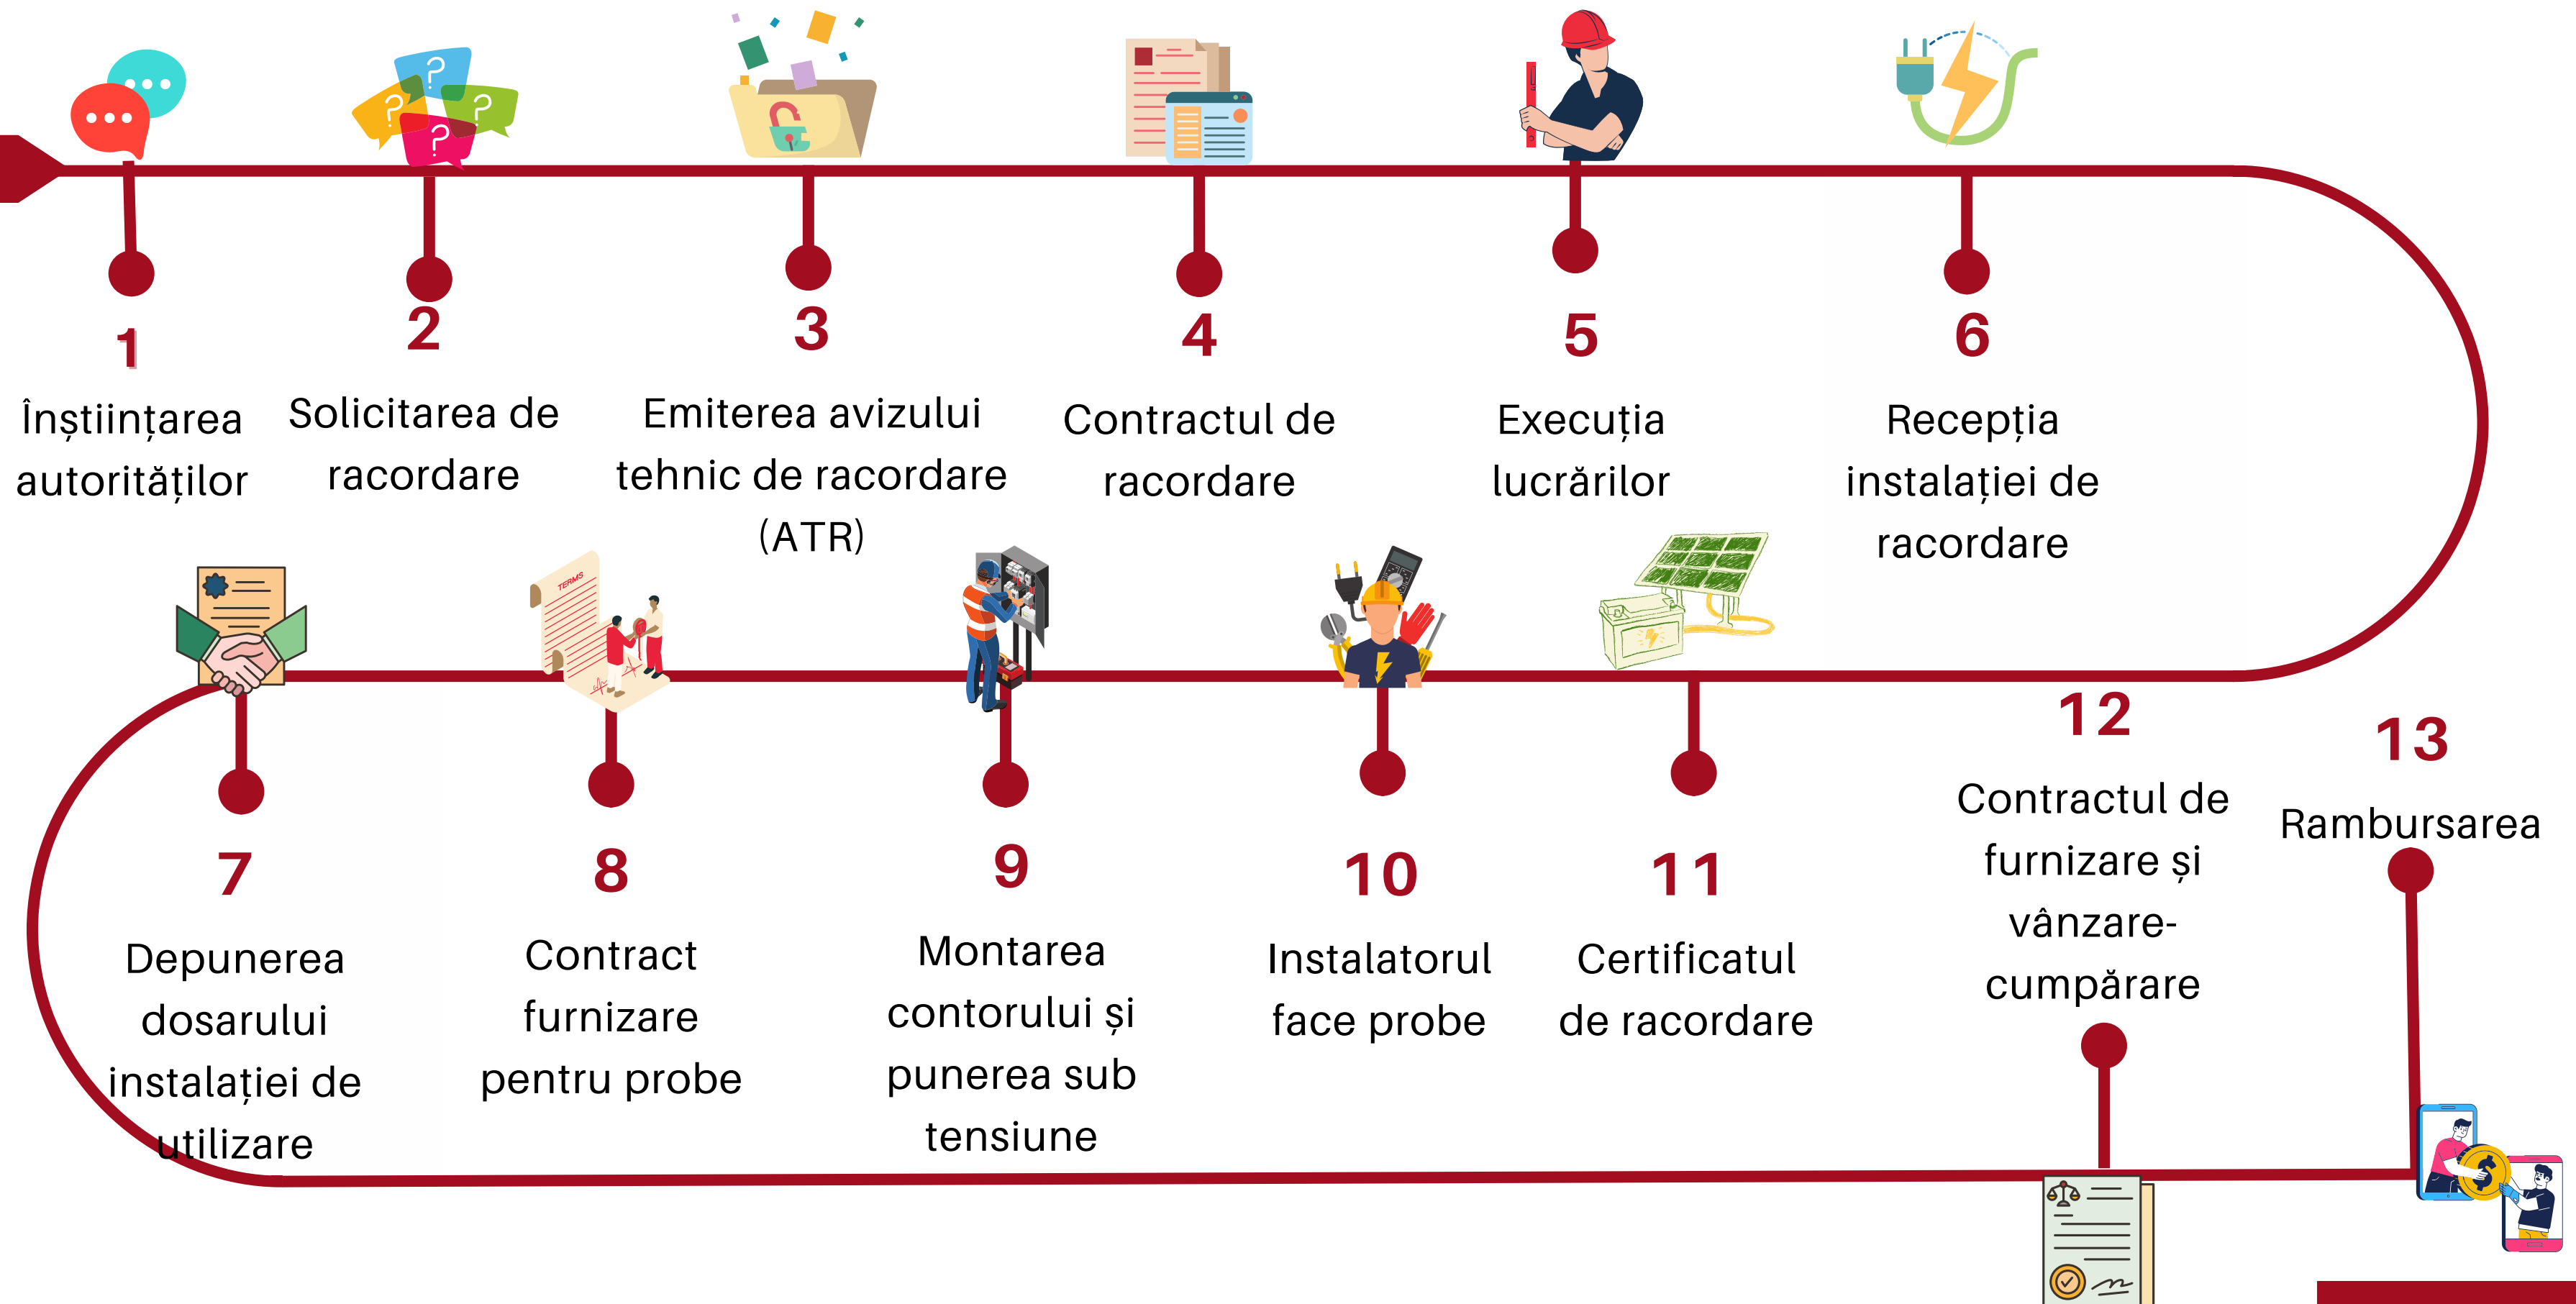 1
Înștiințarea
autorităților
2
Solicitarea de
racordare
3
Emiterea avizului
tehnic de racordare
(ATR)
4
Contractul de
racordare
5
Execuția
lucrărilor
6
Recepția
instalației de
racordare
7
Depunerea
dosarului
instalației de
utilizare
TERMS
8
Contract
furnizare
pentru probe
9
Montarea
contorului și
punerea sub
tensiune
10
Instalatorul
face probe
11
Certificatul
de racordare
12
Contractul de
furnizare și
vânzare-
cumpărare
13
Rambursarea